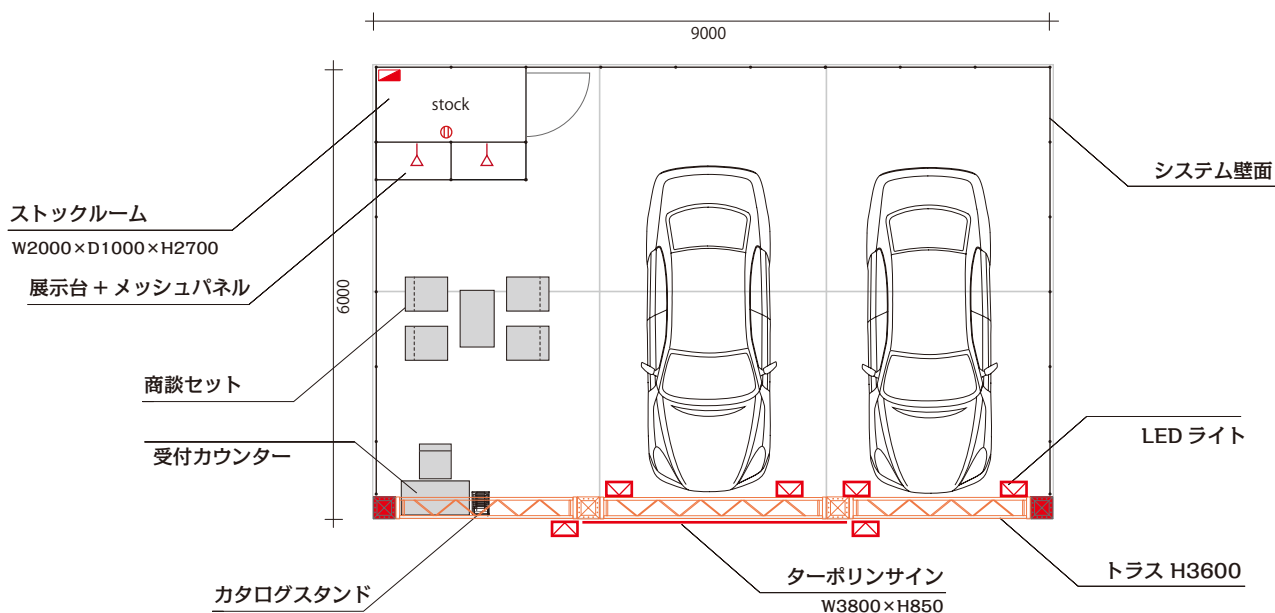 9000
stock
システム壁面
ストックルーム
W2000×D1000×H2700
展示台 + メッシュパネル
6000
商談セット
受付カウンター
LED ライト
カタログスタンド
ターポリンサイン
W3800×H850
トラス H3600